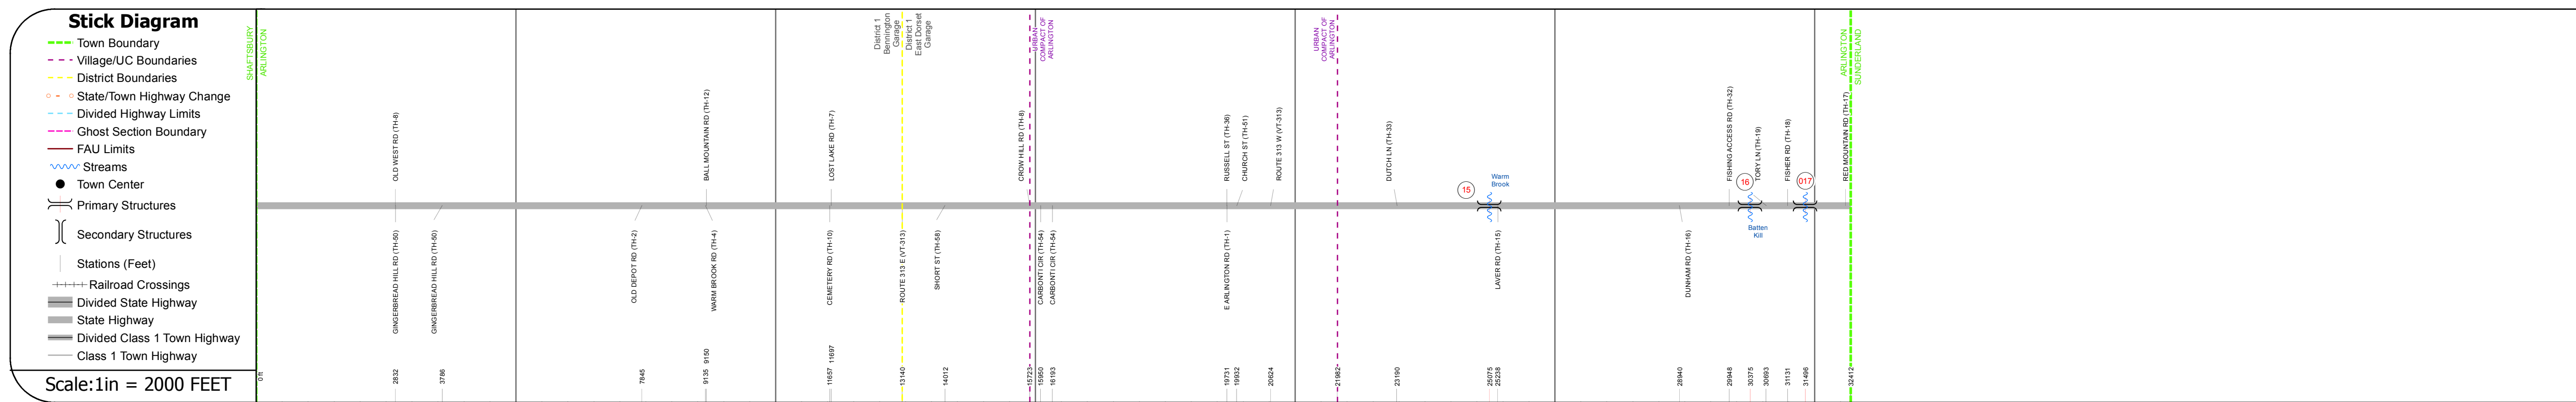 Stick Diagram
Town Boundary
Village/UC Boundaries
District Boundaries
State/Town Highway Change
Divided Highway Limits
Ghost Section Boundary
FAU Limits
Streams
Town Center
Primary Structures
Secondary Structures
Stations (Feet)
Railroad Crossings
Divided State Highway
State Highway
Divided Class 1 Town Highway
Class 1 Town Highway
Scale:1in = 2000 FEET
SHAFTSBURY
ARLINGTON
District 1
Bennington
Garage
District 1
East Dorset
Garage
URBAN
COMPACT OF
ARLINGTON
URBAN
COMPACT OF
ARLINGTON
ARLINGTON
SUNDERLAND
OLD WEST RD (TH-8)
BALL MOUNTAIN RD (TH-12)
LOST LAKE RD (TH-7)
CROW HILL RD (TH-8)
RUSSELL ST (TH-36)
CHURCH ST (TH-51)
ROUTE 313 W (VT-313)
DUTCH LN (TH-33)
FISHING ACCESS RD (TH-32)
TORY LN (TH-19)
FISHER RD (TH-18)
RED MOUNTAIN RD (TH-17)
15
Warm
Brook
16
017
Batten
Kill
GINGERBREAD HILL RD (TH-50)
GINGERBREAD HILL RD (TH-50)
OLD DEPOT RD (TH-2)
WARM BROOK RD (TH-4)
CEMETERY RD (TH-10)
ROUTE 313 E (VT-313)
SHORT ST (TH-58)
CARBONTI CIR (TH-54)
CARBONTI CIR (TH-54)
E ARLINGTON RD (TH-1)
LAVER RD (TH-15)
DUNHAM RD (TH-16)
0 ft
2832
3786
7845
9135
9150
11657
11697
13140
14012
15723
15950
16193
19731
19932
20624
21982
23190
25075
25238
28940
29948
30375
30693
31131
31496
32412